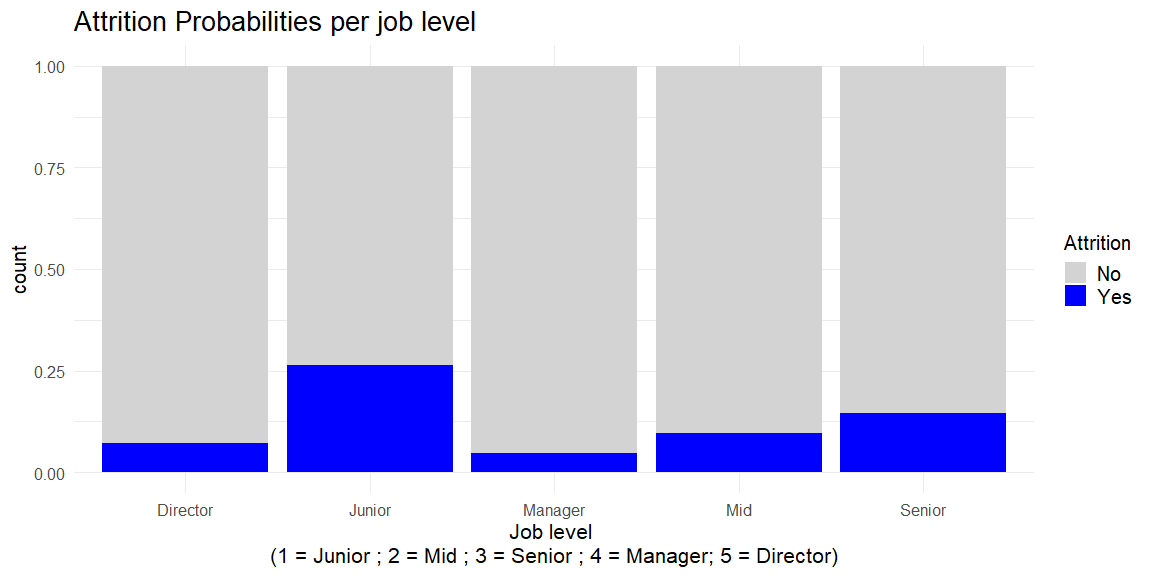 Attrition Probabilities per job level
1.00
0.75
0.50
0.25
0.00
count
Director
Junior
Manager
Mid
Senior
Job level
(1 = Junior ; 2 = Mid ; 3 = Senior ; 4 = Manager; 5 = Director)
Attrition
No
Yes